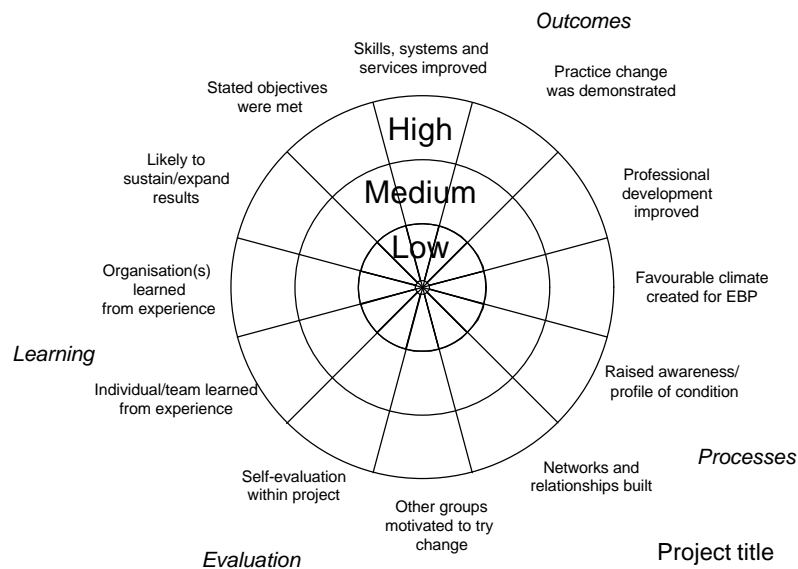 Outcomes
Skills, systems and
services improved
Practice change
was demonstrated
Stated objectives
were met
High
Likely to
sustain/expand
results
Medium
Professional
development
improved
Low
Organisation(s)
learned
from experience
Favourable climate
created for EBP
Learning
Individual/team learned
from experience
Raised awareness/
profile of condition
Processes
Self-evaluation
within project
Networks and
relationships built
Other groups
motivated to try
change
Evaluation
Project title